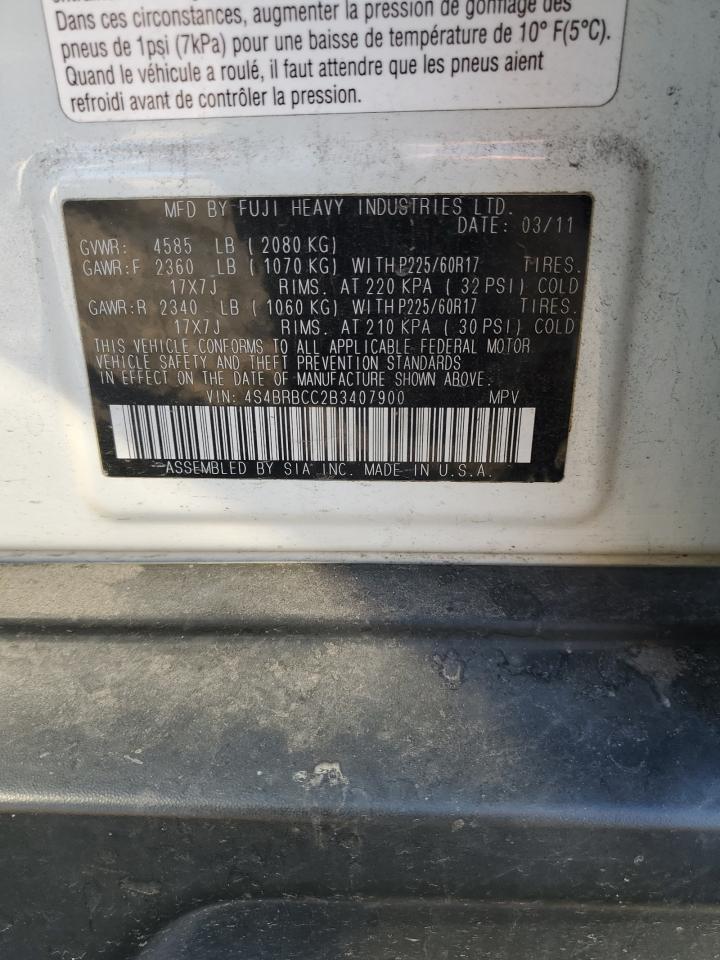 Dans ces circonstances, augmenter la pression de gonflage des
pneus de 1psi (7kPa) pour une baisse de température de 10° F(5°C).
Quand le véhicule a roulé, il faut attendre que les pneus aient
refroidi avant de contrôler la pression.
MFD BY FUJI HEAVY INDUSTRIES LTD.
DATE: 03/11
GVWR: 4585 LB (2080 KG)
GAWR:F 2360 LB (1070 KG) WITH P225/60R17 TIRES.
17X7J RIMS. AT 220 KPA (32 PSI) COLD
GAWR:R 2340 LB (1060 KG) WITH P225/60R17 TIRES.
17X7J RIMS. AT 210 KPA (30 PSI) COLD
THIS VEHICLE CONFORMS TO ALL APPLICABLE FEDERAL MOTOR
VEHICLE SAFETY AND THEFT PREVENTION STANDARDS
IN EFFECT ON THE DATE OF MANUFACTURE SHOWN ABOVE.
VIN: 4S4BRBCC2B3407900 MPV
ASSEMBLED BY SIA INC. MADE IN U.S.A.